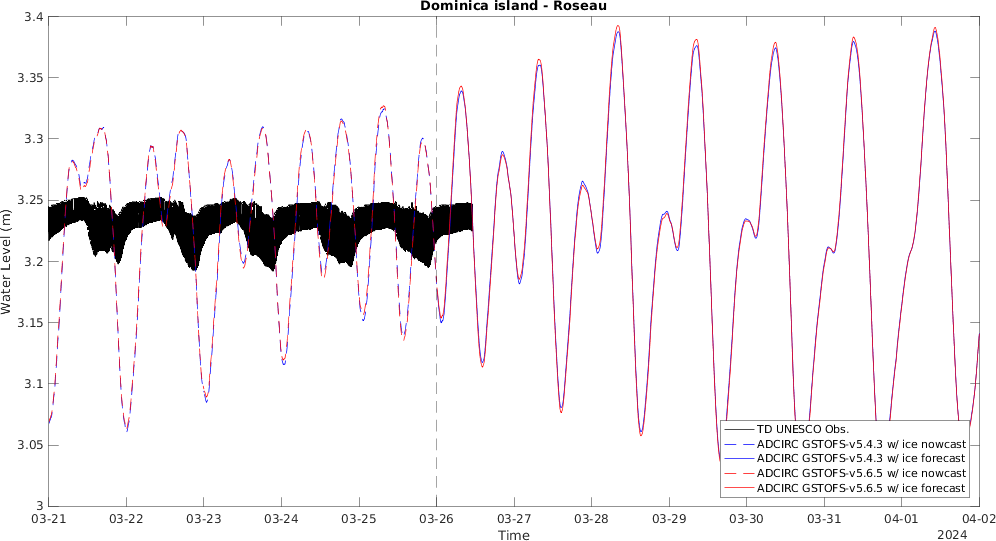 Dominica island - Roseau
3.4
3.35
3.3
3.25
3.2
3.15
3.1
3.05
3
Water Level (m)
TD UNESCO Obs.
ADCIRC GSTOFS-v5.4.3 w/ ice nowcast
ADCIRC GSTOFS-v5.4.3 w/ ice forecast
ADCIRC GSTOFS-v5.6.5 w/ ice nowcast
ADCIRC GSTOFS-v5.6.5 w/ ice forecast
03-21 03-22 03-23 03-24 03-25 03-26 03-27 03-28 03-29 03-30 03-31 04-01 04-02
Time
2024